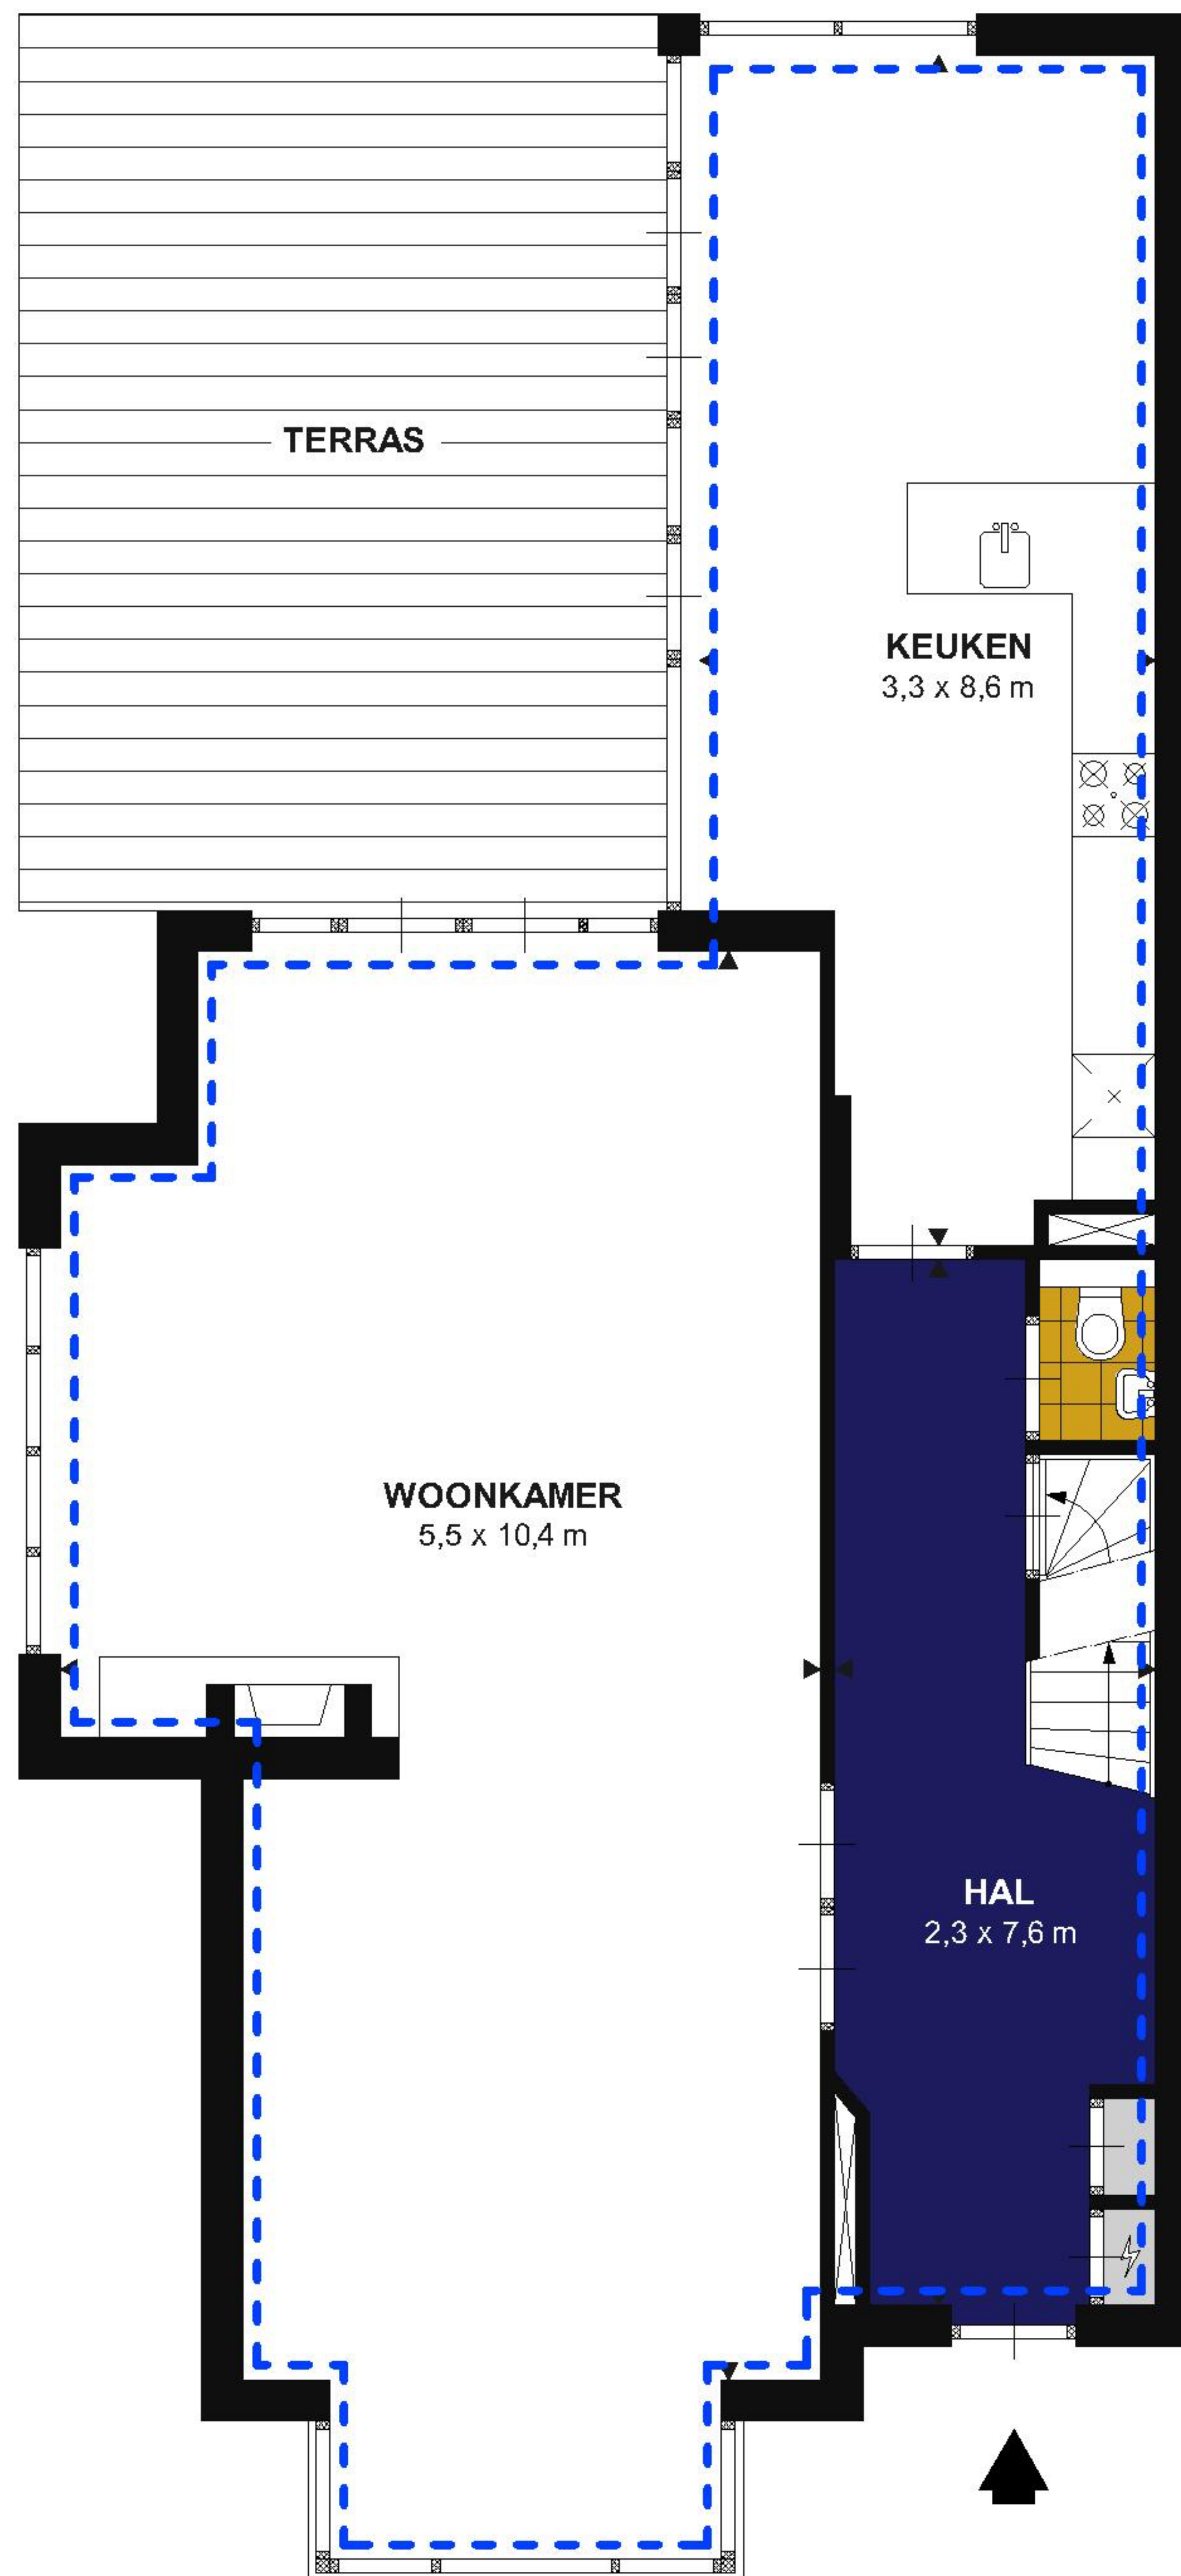 TERRAS
KEUKEN
3,3 x 8,6 m
WOONKAMER
5,5 x 10,4 m
HAL
2,3 x 7,6 m